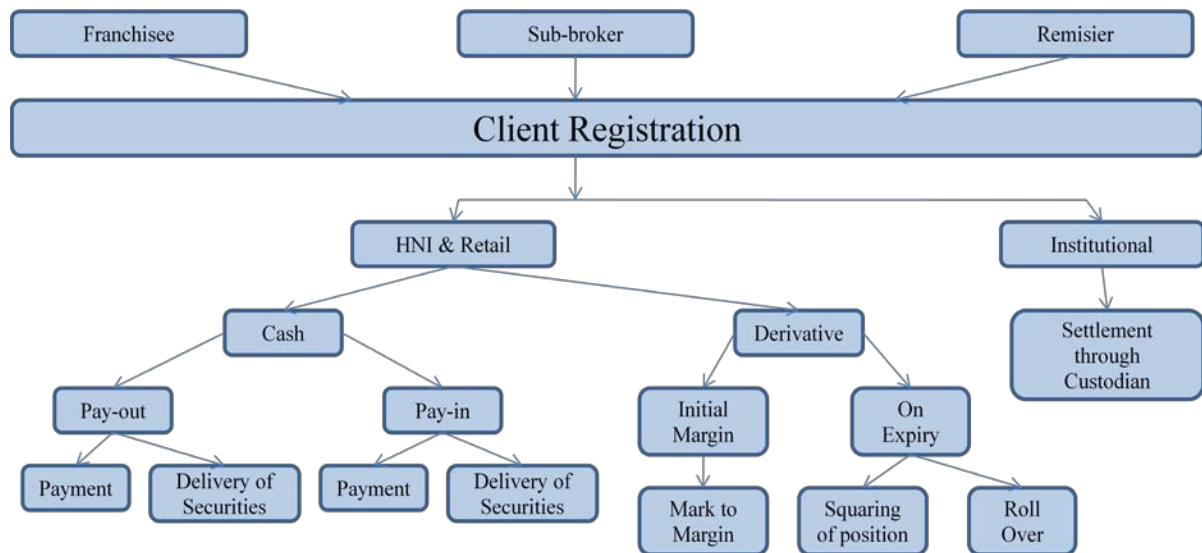 Franchisee
Sub-broker
Remisier
Client Registration
HNI & Retail
Institutional
Cash
Derivative
Settlement
through
Custodian
Pay-out
Pay-in
Initial
Margin
On
Expiry
Payment
Delivery of
Securities
Payment
Delivery of
Securities
Mark to
Margin
Squaring
of position
Roll
Over